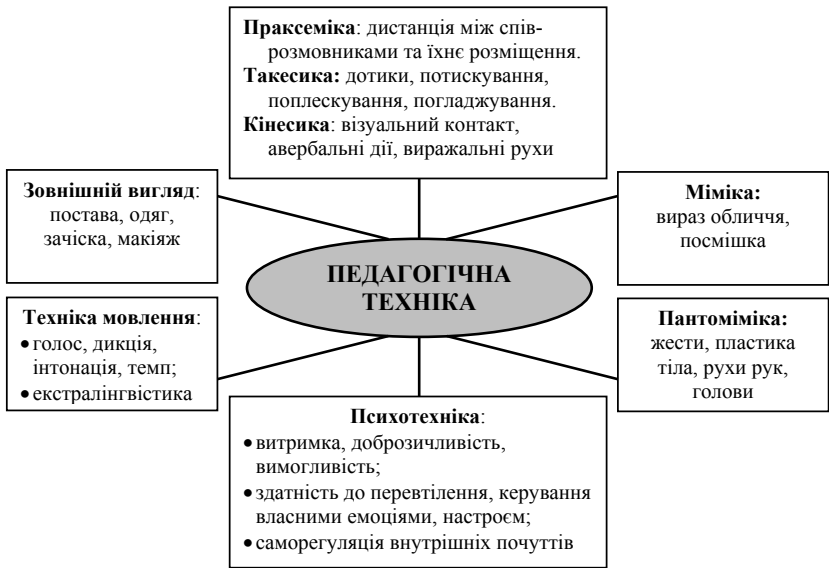 Праксеміка: дистанція між спів-
розмовниками та їхнє розміщення.
Такесика: дотики, потискування,
поплескування, погладжування.
Кінесика: візуальний контакт,
авербальні дії, виражальні рухи
Зовнішній вигляд:
постава, одяг,
зачіска, макіяж
Міміка:
вираз обличчя,
посмішка
ПЕДАГОГІЧНА
ТЕХНІКА
Техніка мовлення:
• голос, дикція,
інтонація, темп;
• екстралінгвістика
Пантоміміка:
жести, пластика
тіла, рухи рук,
голови
Психотехніка:
• витримка, доброзичливість,
вимогливість;
• здатність до перевтілення, керування
власними емоціями, настроєм;
• саморегуляція внутрішніх почуттів